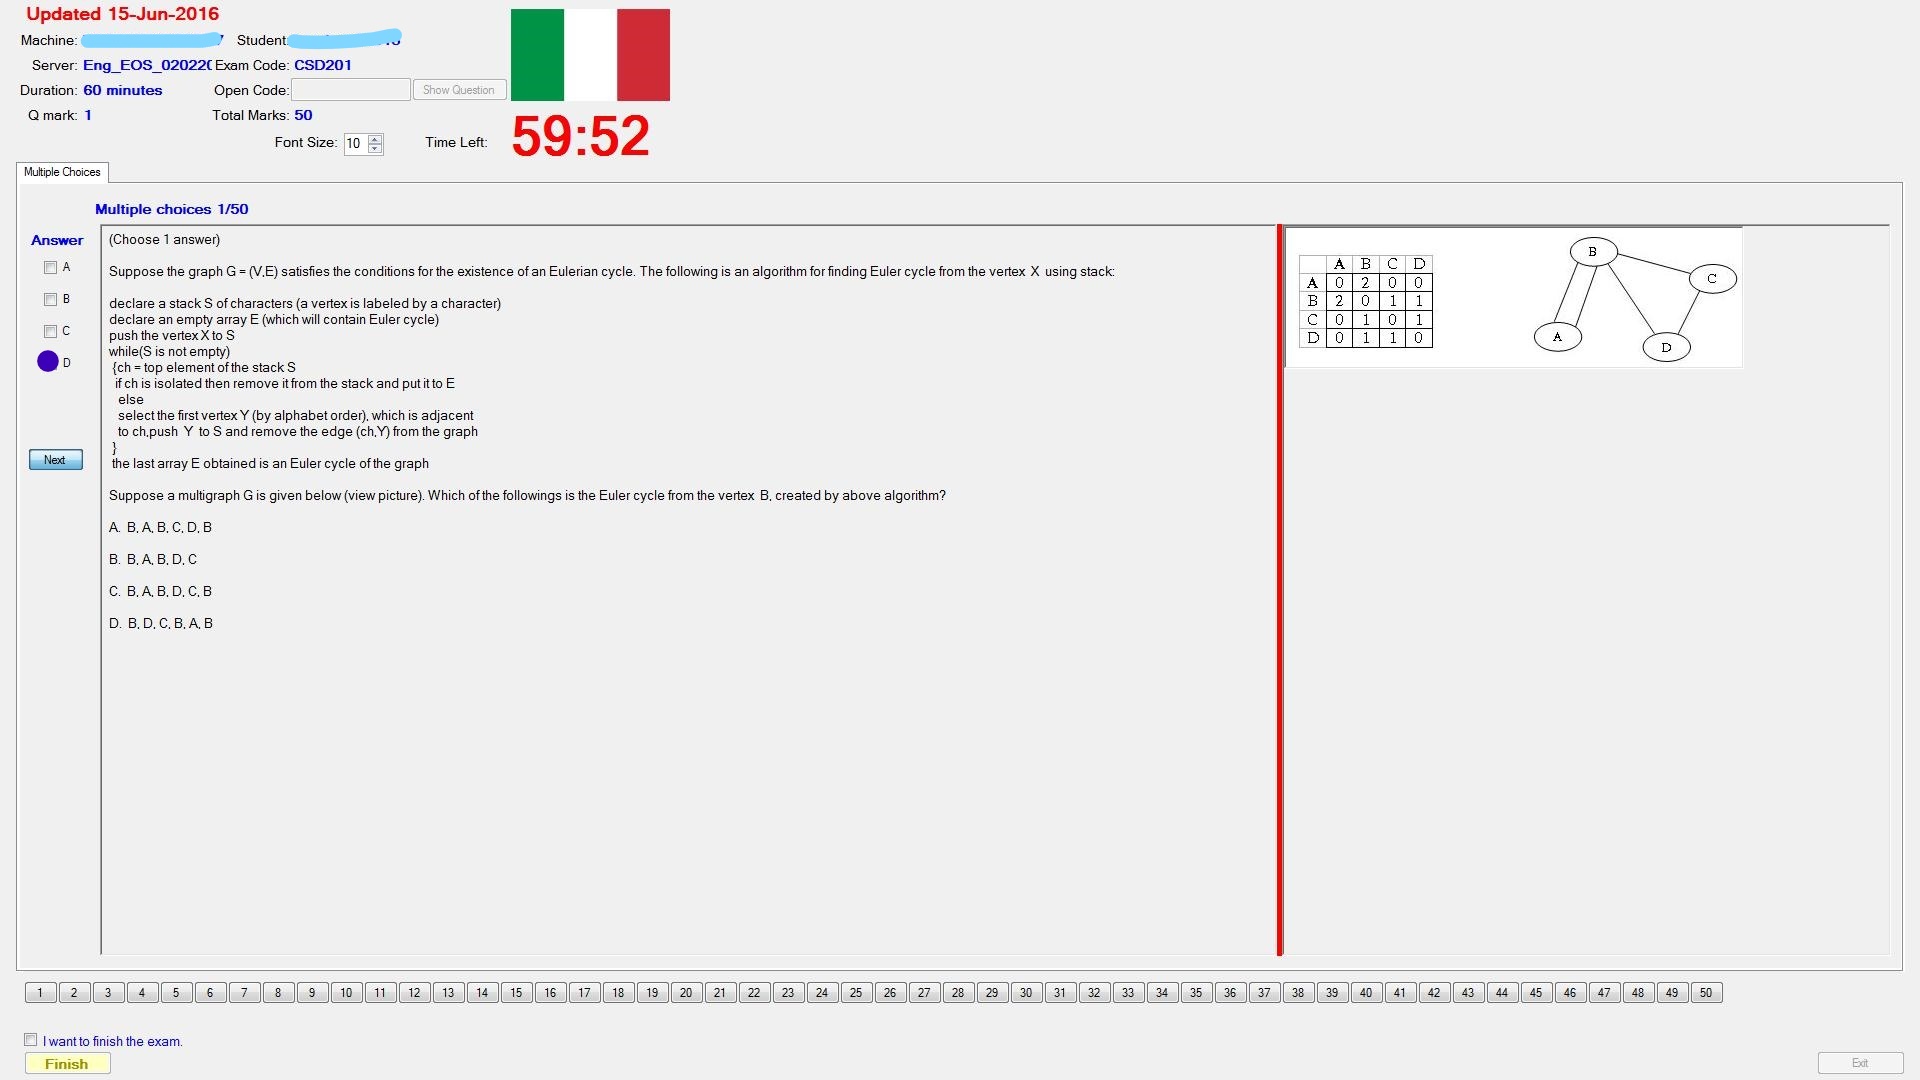 Updated 15-Jun-2016
Machine: Student:
Server: Eng_EOS_02022 Exam Code: CSD201
Duration: 60 minutes Open Code: Show Question
Q mark: 1 Total Marks: 50
Font Size: 10 Time Left: 59:52
Multiple Choices
Multiple choices 1/50
Answer
A
B
C
D
Next
(Choose 1 answer)
Suppose the graph G = (V,E) satisfies the conditions for the existence of an Eulerian cycle. The following is an algorithm for finding Euler cycle from the vertex X using stack:
declare a stack S of characters (a vertex is labeled by a character)
declare an empty array E (which will contain Euler cycle)
push the vertex X to S
while(S is not empty)
{ch = top element of the stack S
if ch is isolated then remove it from the stack and put it to E
else
select the first vertex Y (by alphabet order), which is adjacent
to ch,push Y to S and remove the edge (ch,Y) from the graph
}
the last array E obtained is an Euler cycle of the graph
Suppose a multigraph G is given below (view picture). Which of the followings is the Euler cycle from the vertex B, created by above algorithm?
A. B, A, B, C, D, B
B. B, A, B, D, C
C. B, A, B, D, C, B
D. B, D, C, B, A, B
A B C D
A 0 2 0 0
B 2 0 1 1
C 0 1 0 1
D 0 1 1 0
B
C
A
D
1 2 3 4 5 6 7 8 9 10 11 12 13 14 15 16 17 18 19 20 21 22 23 24 25 26 27 28 29 30 31 32 33 34 35 36 37 38 39 40 41 42 43 44 45 46 47 48 49 50
I want to finish the exam.
Finish
Exit